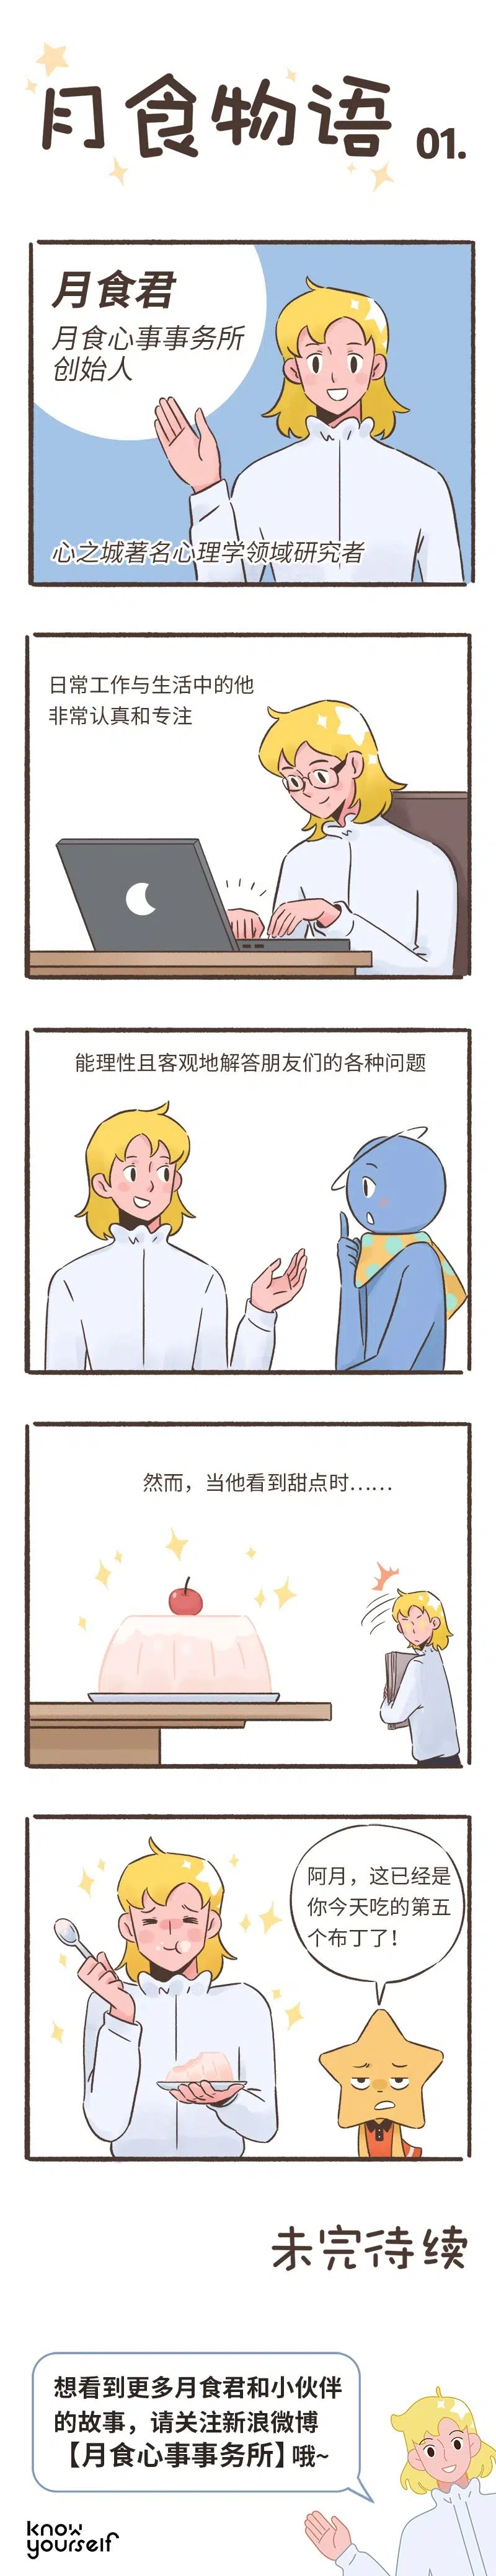 月食物语 01.
月食君
月食心事事务所
创始人
心之城著名心理学领域研究者
日常工作与生活中的他
非常认真和专注
能理性且客观地解答朋友们的各种问题
然而，当他看到甜点时……
阿月，这已经是
你今天吃的第五
个布丁了！
未完待续
想看到更多月食君和小伙伴
的故事，请关注新浪微博
【月食心事事务所】哦~
know
yourself